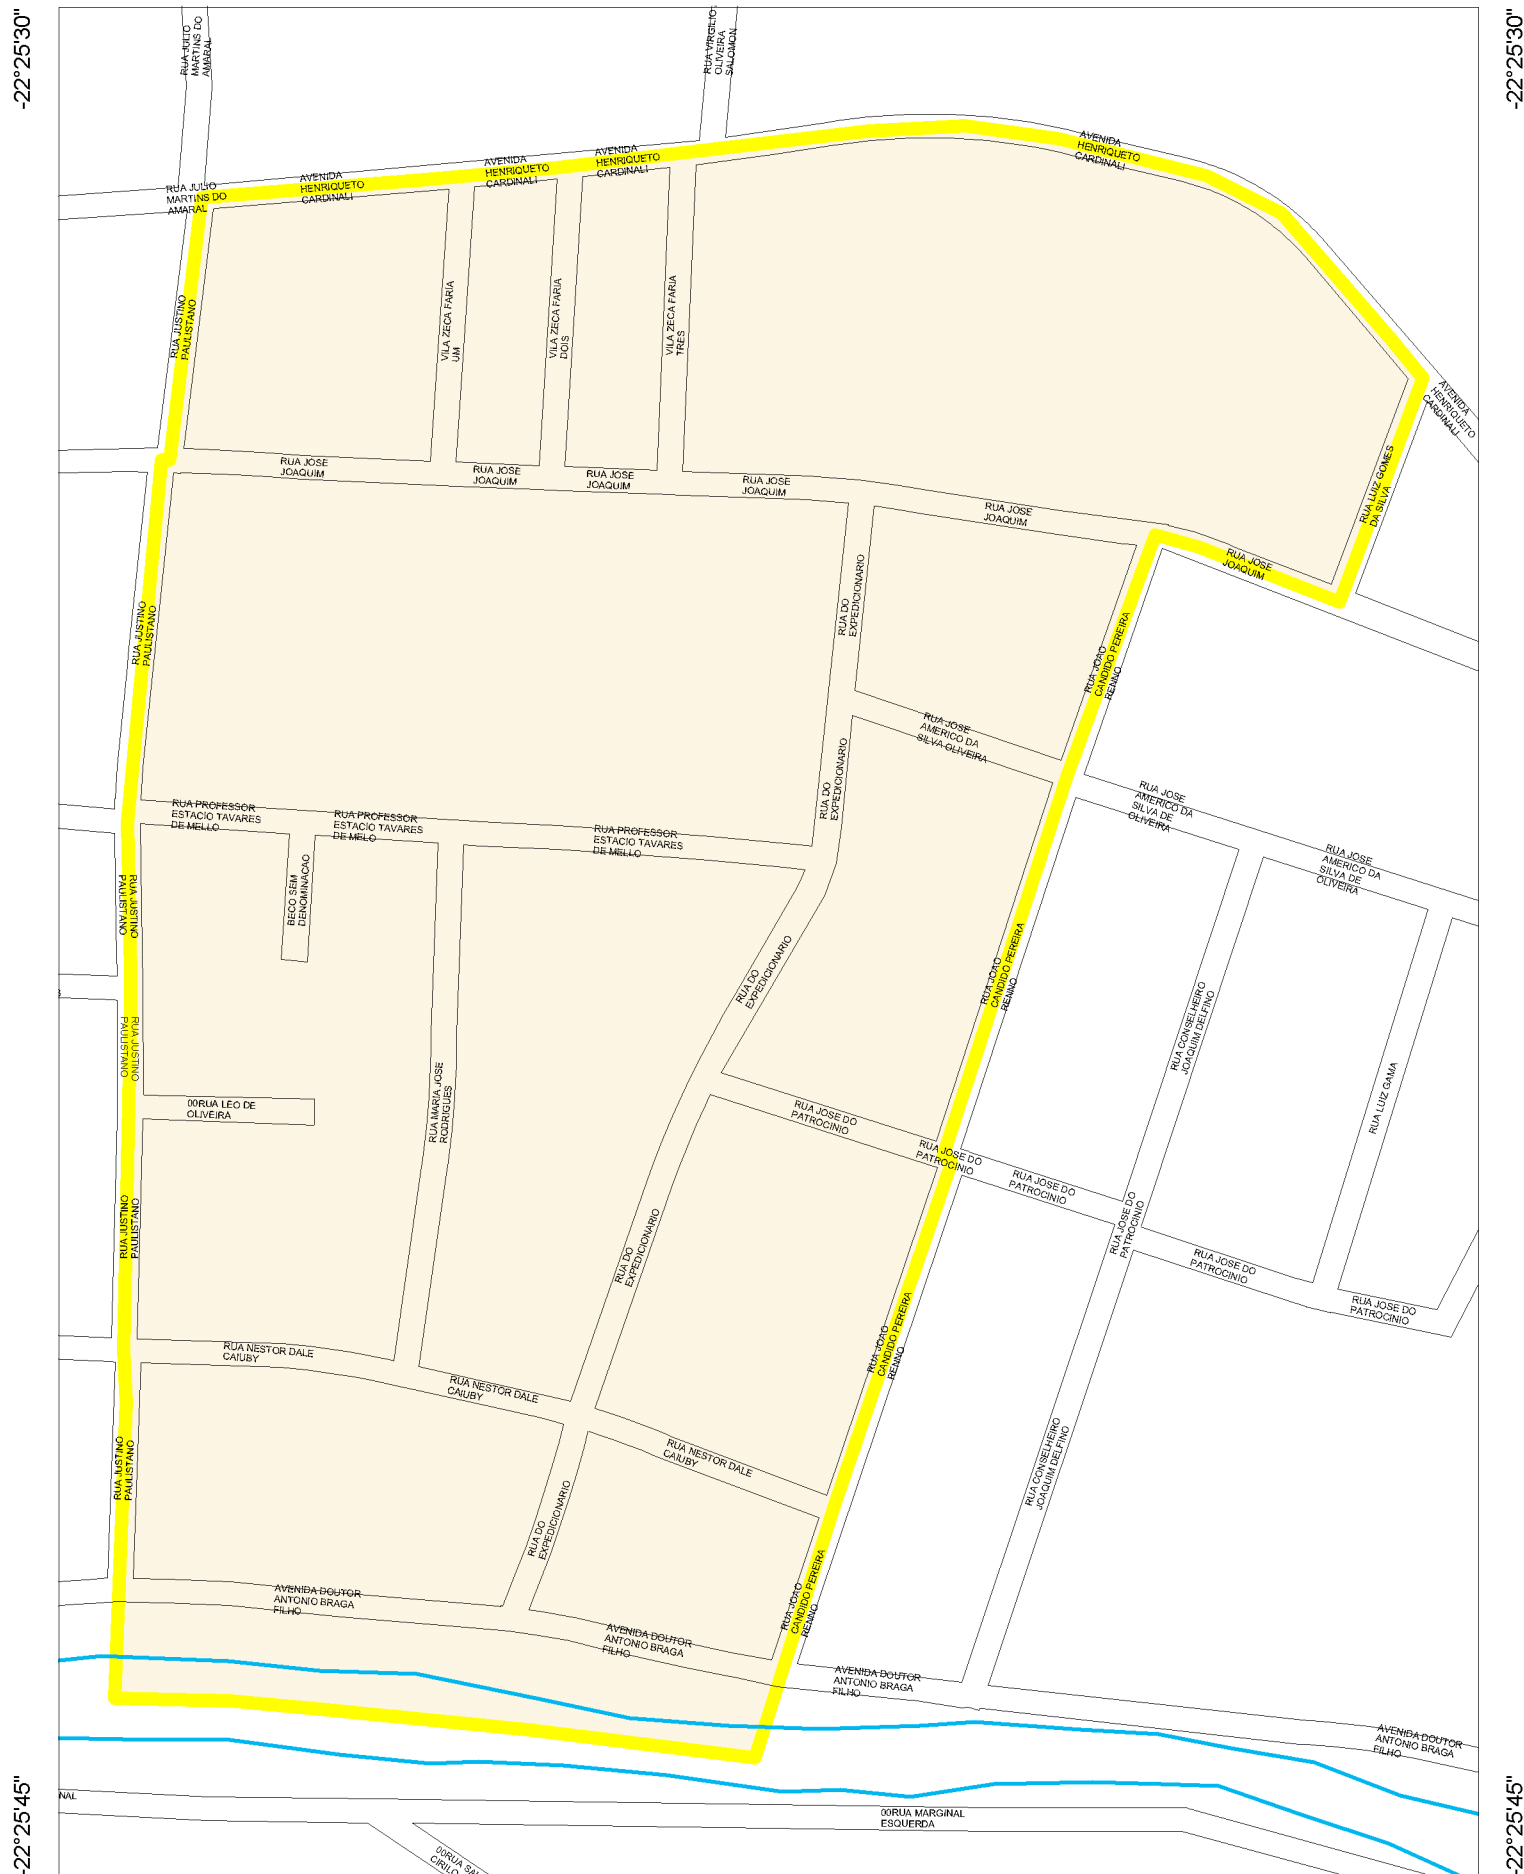 -22°25'30"
-22°25'30"
RUA JULIO
MARTINS DO
AMARAL
RUA VIRGILIO
OLIVEIRA
SALOMON
RUA JULIO
MARTINS DO
AMARAL
AVENIDA
HENRIQUETO
CARDINALI
AVENIDA
HENRIQUETO
CARDINALI
AVENIDA
HENRIQUETO
CARDINALI
AVENIDA
HENRIQUETO
CARDINALI
AVENIDA
HENRIQUETO
CARDINALI
RUA JUSTINO
PAULISTANO
VILA ZECA FARIA
UM
VILA ZECA FARIA
DOIS
VILA ZECA FARIA
TRES
RUA LUIZ GOMES
DA SILVA
RUA JOSE
JOAQUIM
RUA JOSE
JOAQUIM
RUA JOSE
JOAQUIM
RUA JOSE
JOAQUIM
RUA JOSE
JOAQUIM
RUA JOSE
JOAQUIM
RUA JUSTINO
PAULISTANO
RUA DO
EXPEDICIONARIO
RUA JOAO
CANDIDO PEREIRA
RENNO
RUA JOSE
AMERICO DA
SILVA OLIVEIRA
RUA DO
EXPEDICIONARIO
RUA JOSE
AMERICO DA
SILVA DE
OLIVEIRA
RUA JOSE
AMERICO DA
SILVA DE
OLIVEIRA
RUA PROFESSOR
ESTACIO TAVARES
DE MELLO
RUA PROFESSOR
ESTACIO TAVARES
DE MELO
RUA PROFESSOR
ESTACIO TAVARES
DE MELLO
BECO SEM
DENOMINACAO
RUA JUSTINO
PAULISTANO
RUA DO
EXPEDICIONARIO
RUA JOAO
CANDIDO PEREIRA
RENNO
RUA CONSELHEIRO
JOAQUIM DELFINO
RUA LUIZ GAMA
RUA JUSTINO
PAULISTANO
00RUA LEO DE
OLIVEIRA
RUA MARIA JOSE
RODRIGUES
RUA JOSE DO
PATROCINIO
RUA JOSE DO
PATROCINIO
RUA JOSE DO
PATROCINIO
RUA JOSE DO
PATROCINIO
RUA JOSE DO
PATROCINIO
RUA JOSE DO
PATROCINIO
RUA JUSTINO
PAULISTANO
RUA DO
EXPEDICIONARIO
RUA JOAO
CANDIDO PEREIRA
RENNO
RUA NESTOR DALE
CAIUBY
RUA NESTOR DALE
CAIUBY
RUA NESTOR DALE
CAIUBY
RUA JUSTINO
PAULISTANO
RUA DO
EXPEDICIONARIO
RUA CONSELHEIRO
JOAQUIM DELFINO
RUA JOAO
CANDIDO PEREIRA
RENNO
AVENIDA DOUTOR
ANTONIO BRAGA
FILHO
AVENIDA DOUTOR
ANTONIO BRAGA
FILHO
AVENIDA DOUTOR
ANTONIO BRAGA
FILHO
AVENIDA DOUTOR
ANTONIO BRAGA
FILHO
NAL
00RUA MARGINAL
ESQUERDA
00RUA
CIRILO
-22°25'45"
-22°25'45"